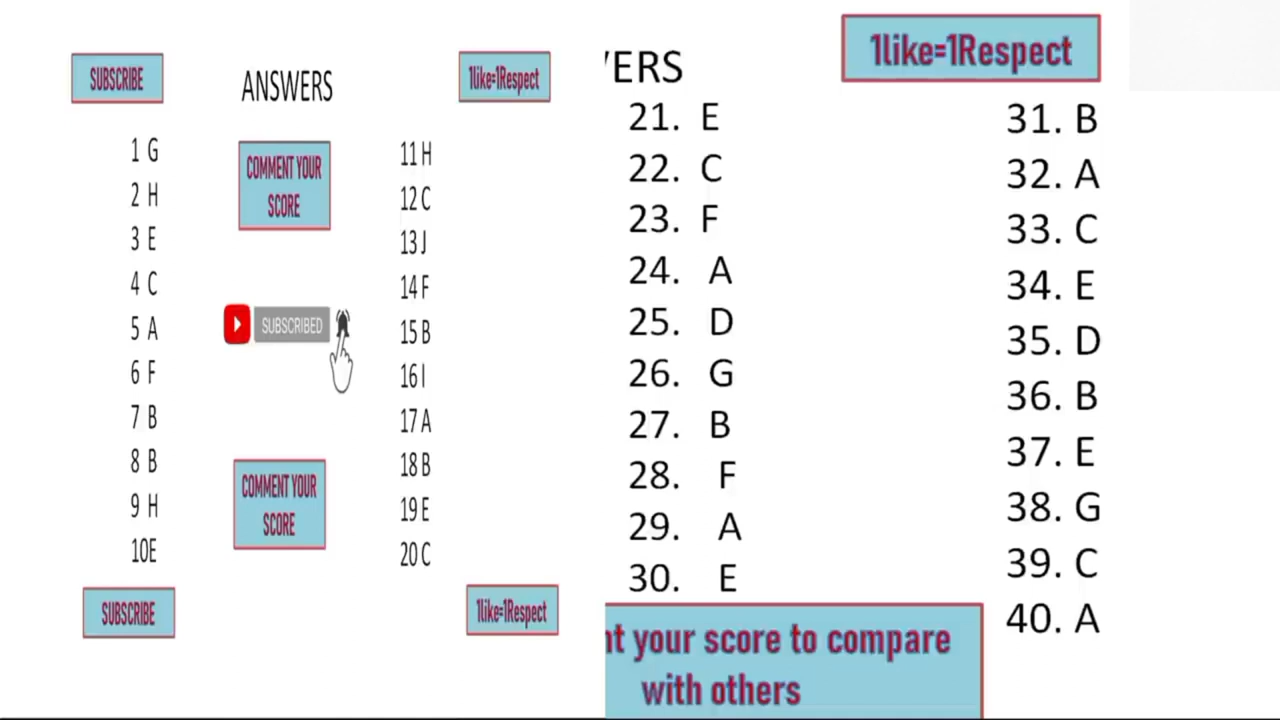 SUBSCRIBE
ANSWERS
1like=1Respect
1 G
2 H
3 E
4 C
5 A
6 F
7 B
8 B
9 H
10E
COMMENT YOUR
SCORE
SUBSCRIBED
COMMENT YOUR
SCORE
11 H
12 C
13 J
14 F
15 B
16 I
17 A
18 B
19 E
20 C
SUBSCRIBE
1like=1Respect
VERS
1like=1Respect
21. E
22. C
23. F
24. A
25. D
26. G
27. B
28. F
29. A
30. E
31. B
32. A
33. C
34. E
35. D
36. B
37. E
38. G
39. C
40. A
nt your score to compare
with others